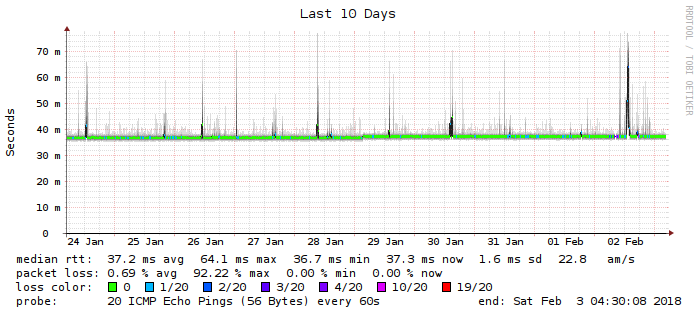 Last 10 Days
RRDTOOL / TOBI OETIKER
Seconds
70 m
60 m
50 m
40 m
30 m
20 m
10 m
0
24 Jan 25 Jan 26 Jan 27 Jan 28 Jan 29 Jan 30 Jan 31 Jan 01 Feb 02 Feb
median rtt: 37.2 ms avg 64.1 ms max 36.7 ms min 37.3 ms now 1.6 ms sd 22.8 am/s
packet loss: 0.69 % avg 92.22 % max 0.00 % min 0.00 % now
loss color: 0 1/20 2/20 3/20 4/20 10/20 19/20
probe: 20 ICMP Echo Pings (56 Bytes) every 60s end: Sat Feb 3 04:30:08 2018